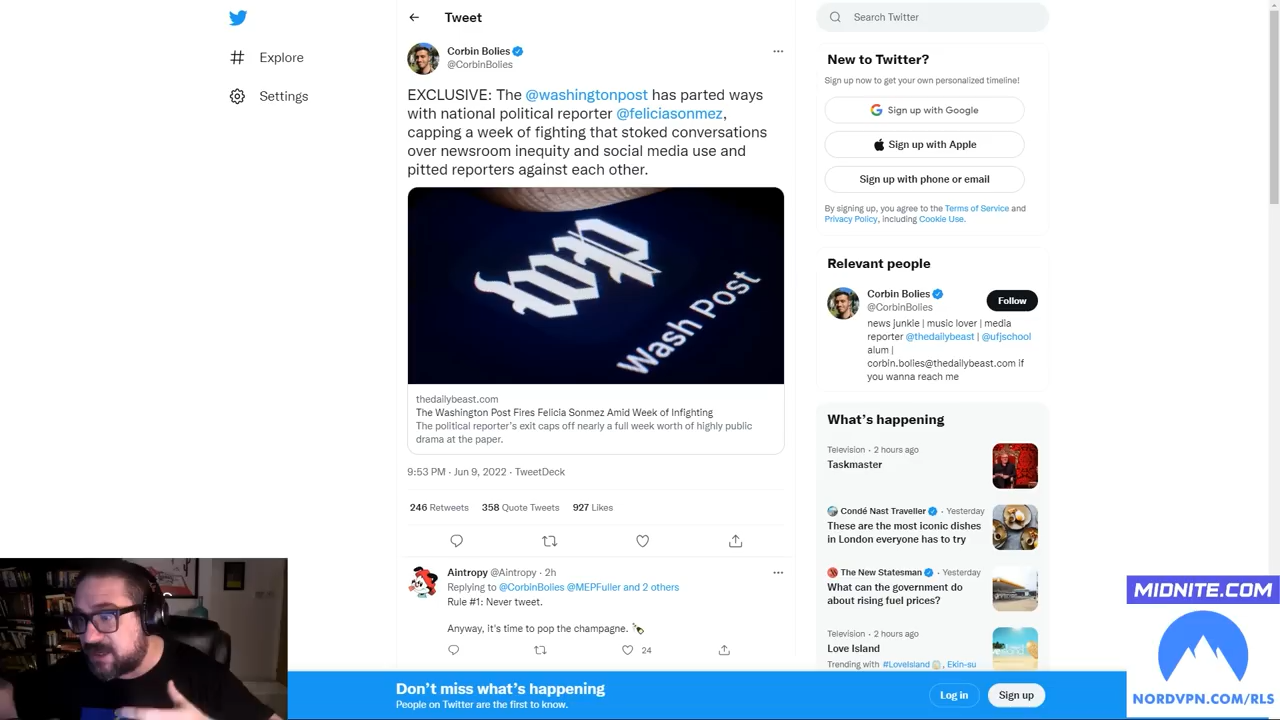 Explore
Settings
Tweet
Corbin Bolies
@CorbinBolies
EXCLUSIVE: The @washingtonpost has parted ways
with national political reporter @feliciasonmez,
capping a week of fighting that stoked conversations
over newsroom inequity and social media use and
pitted reporters against each other.
wp
Wash Post
thedailybeast.com
The Washington Post Fires Felicia Sonmez Amid Week of Infighting
The political reporter's exit caps off nearly a full week worth of highly public
drama at the paper.
9:53 PM · Jun 9, 2022 · TweetDeck
246 Retweets 358 Quote Tweets 927 Likes
Aintropy @Aintropy · 2h
Replying to @CorbinBolies @MEPFuller and 2 others
Rule #1: Never tweet.
Anyway, it's time to pop the champagne. 🍾
24
Search Twitter
New to Twitter?
Sign up now to get your own personalized timeline!
Sign up with Google
Sign up with Apple
Sign up with phone or email
By signing up, you agree to the Terms of Service and
Privacy Policy, including Cookie Use.
Relevant people
Corbin Bolies
@CorbinBolies
Follow
news junkie | music lover | media
reporter @thedailybeast | @ufjschool
alum |
corbin.bolies@thedailybeast.com if
you wanna reach me
What's happening
Television · 2 hours ago
Taskmaster
Condé Nast Traveller · Yesterday
These are the most iconic dishes
in London everyone has to try
The New Statesman · Yesterday
What can the government do
about rising fuel prices?
Television · 2 hours ago
Love Island
Trending with #LoveIsland, Ekin-su
Don't miss what's happening
People on Twitter are the first to know.
Log in
Sign up
MIDNITE.COM
NORDVPN.COM/RLS